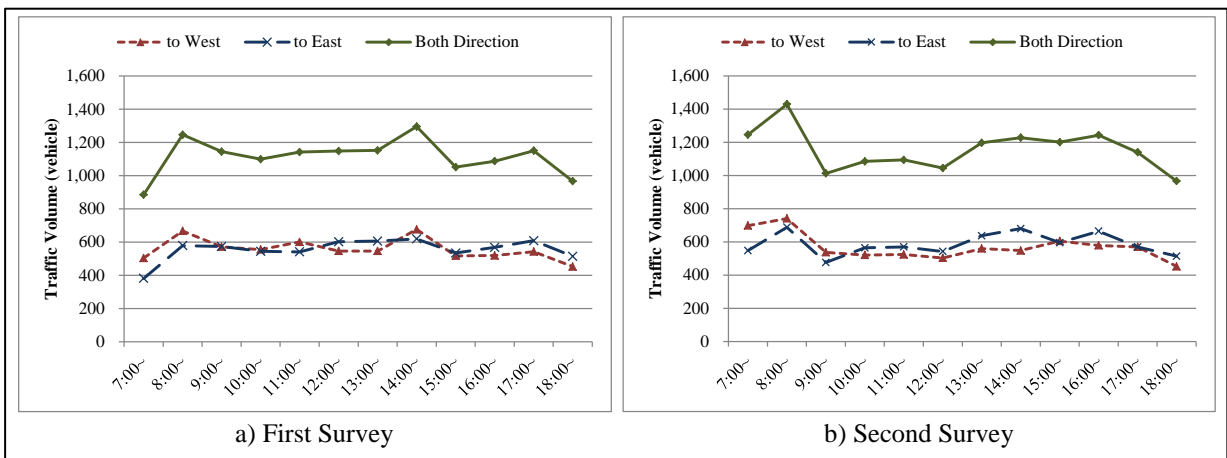 to West to East Both Direction
Traffic Volume (vehicle)
1,600
1,400
1,200
1,000
800
600
400
200
0
7:00~ 8:00~ 9:00~ 10:00~ 11:00~ 12:00~ 13:00~ 14:00~ 15:00~ 16:00~ 17:00~ 18:00~
a) First Survey
to West to East Both Direction
Traffic Volume (vehicle)
1,600
1,400
1,200
1,000
800
600
400
200
0
7:00~ 8:00~ 9:00~ 10:00~ 11:00~ 12:00~ 13:00~ 14:00~ 15:00~ 16:00~ 17:00~ 18:00~
b) Second Survey